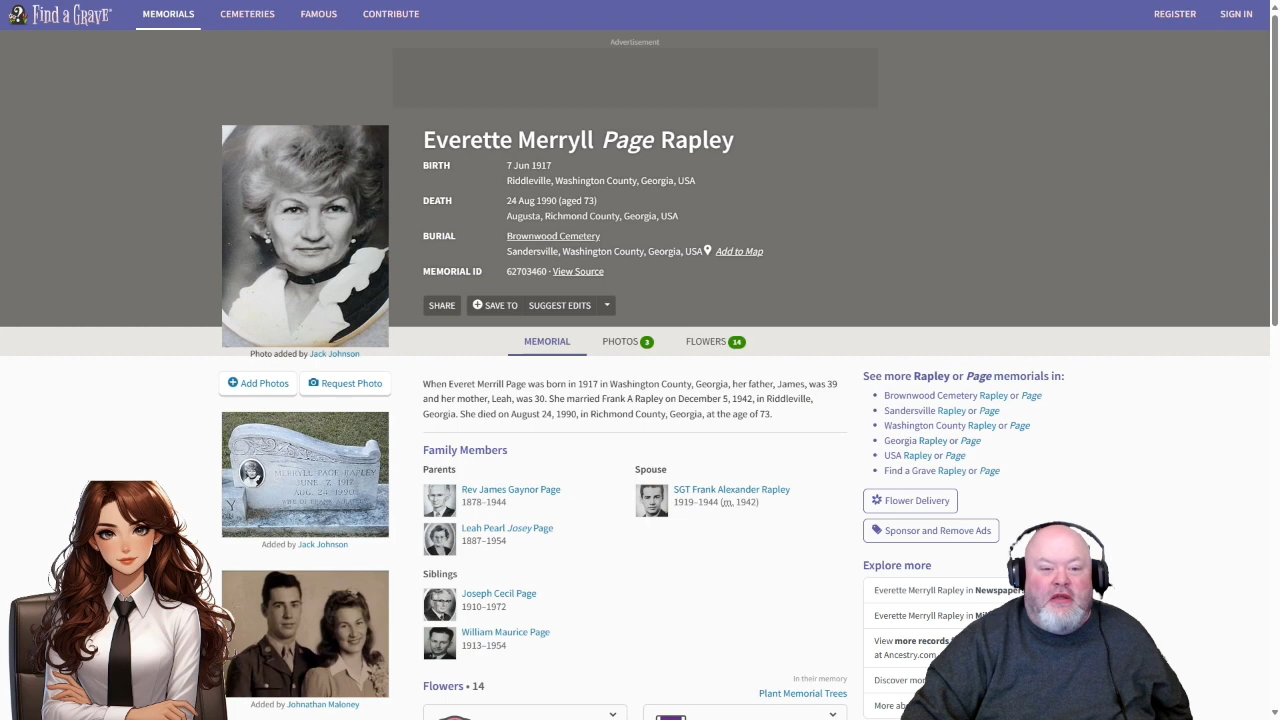 Find a Grave®
MEMORIALS
CEMETERIES
FAMOUS
CONTRIBUTE
REGISTER
SIGN IN
Advertisement
Everette Merryll Page Rapley
BIRTH
7 Jun 1917
Riddleville, Washington County, Georgia, USA
DEATH
24 Aug 1990 (aged 73)
Augusta, Richmond County, Georgia, USA
BURIAL
Brownwood Cemetery
Sandersville, Washington County, Georgia, USA Add to Map
MEMORIAL ID
62703460 · View Source
SHARE
SAVE TO
SUGGEST EDITS
MEMORIAL
PHOTOS 3
FLOWERS 14
Photo added by Jack Johnson
Add Photos
Request Photo
MERRYLL PAGE RAPLEY
JUNE 7, 1917
AUG. 24, 1990
WIFE OF FRANK A. RAPLEY
Added by Jack Johnson
Added by Johnathan Maloney
When Everet Merrill Page was born in 1917 in Washington County, Georgia, her father, James, was 39
and her mother, Leah, was 30. She married Frank A Rapley on December 5, 1942, in Riddleville,
Georgia. She died on August 24, 1990, in Richmond County, Georgia, at the age of 73.
Family Members
Parents
Rev James Gaynor Page
1878–1944
Leah Pearl Josey Page
1887–1954
Spouse
SGT Frank Alexander Rapley
1919–1944 (m. 1942)
Siblings
Joseph Cecil Page
1910–1972
William Maurice Page
1913–1954
Flowers • 14
In their memory
Plant Memorial Trees
See more Rapley or Page memorials in:
Brownwood Cemetery Rapley or Page
Sandersville Rapley or Page
Washington County Rapley or Page
Georgia Rapley or Page
USA Rapley or Page
Find a Grave Rapley or Page
Flower Delivery
Sponsor and Remove Ads
Explore more
Everette Merryll Rapley in Newspap
Everette Merryll Rapley in
View more records
at Ancestry.com
Discover
More